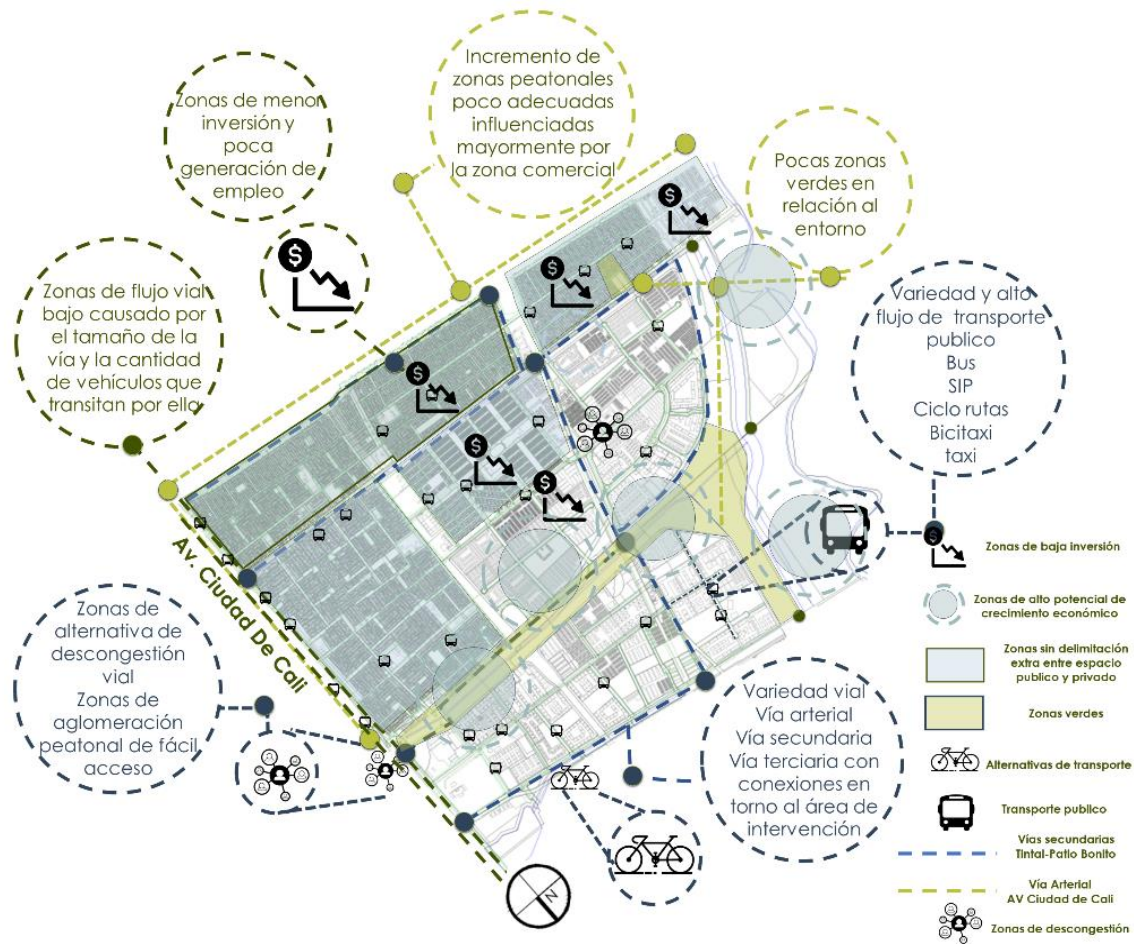 Zonas de menor
inversión y
poca
generación de
empleo
Incremento de
zonas peatonales
poco adecuadas
influenciadas
mayormente por
la zona comercial
Pocas zonas
verdes en
relación al
entorno
Zonas de flujo vial
bajo causado por
el tamaño de la
vía y la cantidad
de vehículos que
transitan por ella
Variedad y alto
flujo de transporte
publico
Bus
SIP
Ciclo rutas
Bicitaxi
taxi
Av. Ciudad De Cali
Zonas de
alternativa de
descongestión
vial
Zonas de
aglomeración
peatonal de fácil
acceso
Variedad vial
Vía arterial
Vía secundaria
Vía terciaria con
conexiones en
torno al área de
intervención
N
Zonas de baja inversión
Zonas de alto potencial de
crecimiento económico
Zonas sin delimitación
extra entre espacio
publico y privado
Zonas verdes
Alternativas de transporte
Transporte publico
Vías secundarias
Tintal-Patio Bonito
Vía Arterial
AV Ciudad de Cali
Zonas de descongestión